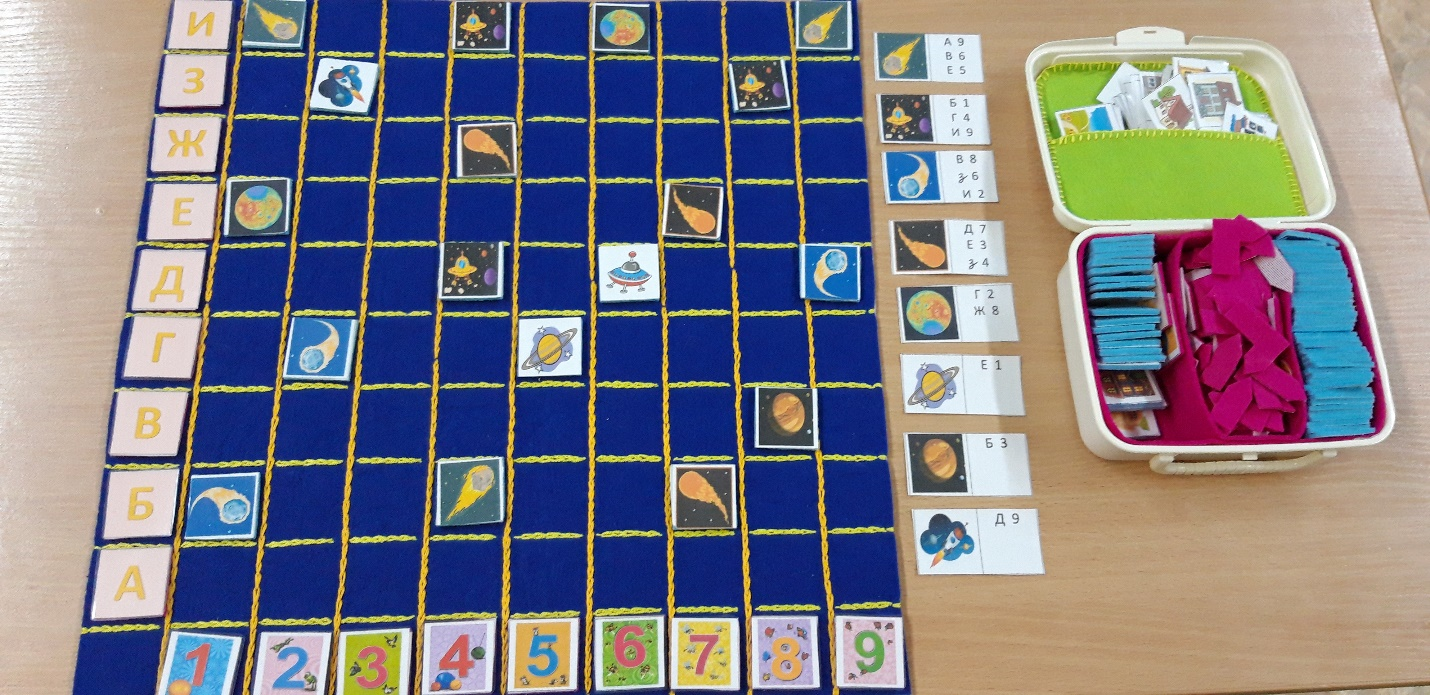 И
З
Ж
Е
Д
Г
В
Б
А
1 2 3 4 5 6 7 8 9
А 9
В 6
Е 5
Б 1
Г 4
И 9
В 8
З 6
И 2
Д 7
Е 3
З 4
Г 2
Ж 8
Е 1
Б 3
Д 9